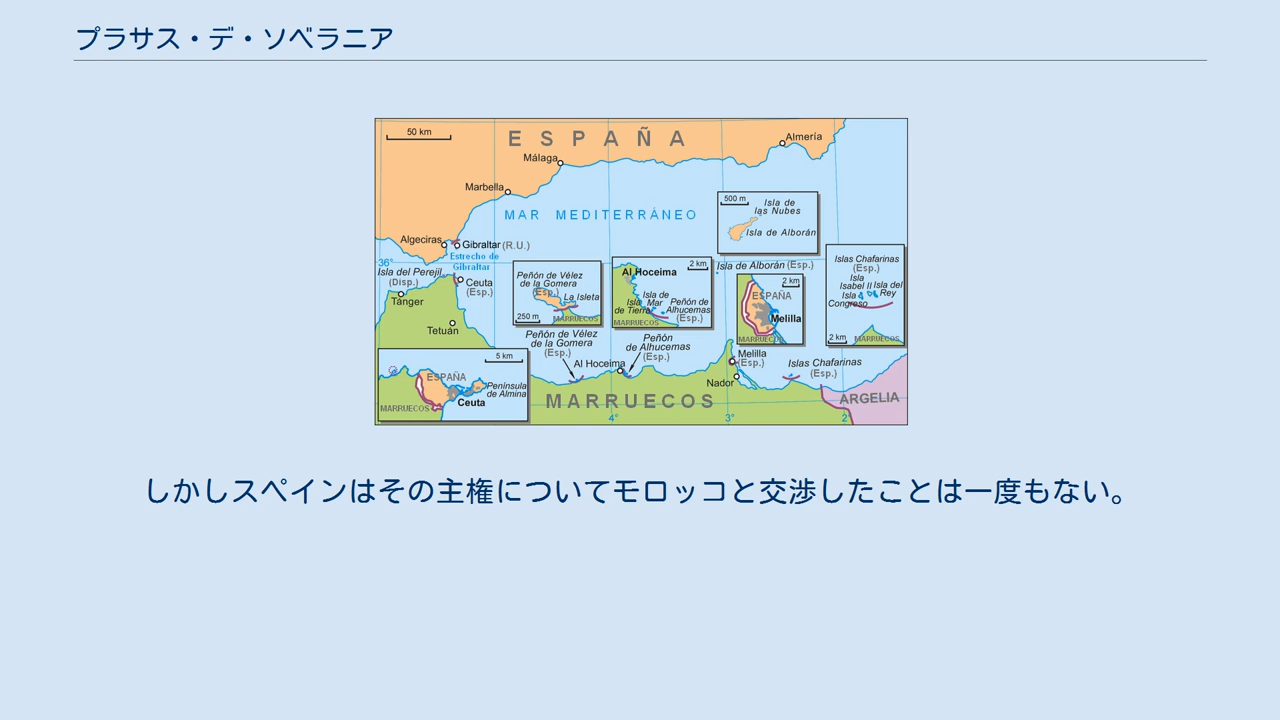 プラサス・デ・ソベラニア
50 km
E S P A Ñ A
Almería
Málaga
Marbella
500 m
Isla de
las Nubes
Isla de Alborán
MAR MEDITERRÁNEO
Algeciras
Gibraltar (R.U.)
Estrecho de
Gibraltar
36°
Isla del Perejil
(Disp.)
Ceuta
(Esp.)
Tánger
Tetuán
Peñón de Vélez
de la Gomera
(Esp.)
La Isleta
250 m
MARRUECOS
Al Hoceima
2 km
Isla de
Tierra
Isla de
Mar
Peñón de
Alhucemas
(Esp.)
MARRUECOS
Isla de Alborán (Esp.)
2 km
ESPAÑA
Melilla
MARRUECOS
Islas Chafarinas
(Esp.)
Isla
Isabel II
Isla del
Rey
Isla
Congreso
2 km
MARRUECOS
Peñón de Vélez
de la Gomera
(Esp.)
Peñón
de Alhucemas
(Esp.)
Al Hoceima
Melilla
(Esp.)
Nador
Islas Chafarinas
(Esp.)
5 km
ESPAÑA
Península
de Almina
Ceuta
MARRUECOS
MARRUECOS
ARGELIA
4°
3°
2°
しかしスペインはその主権についてモロッコと交渉したことは一度もない。